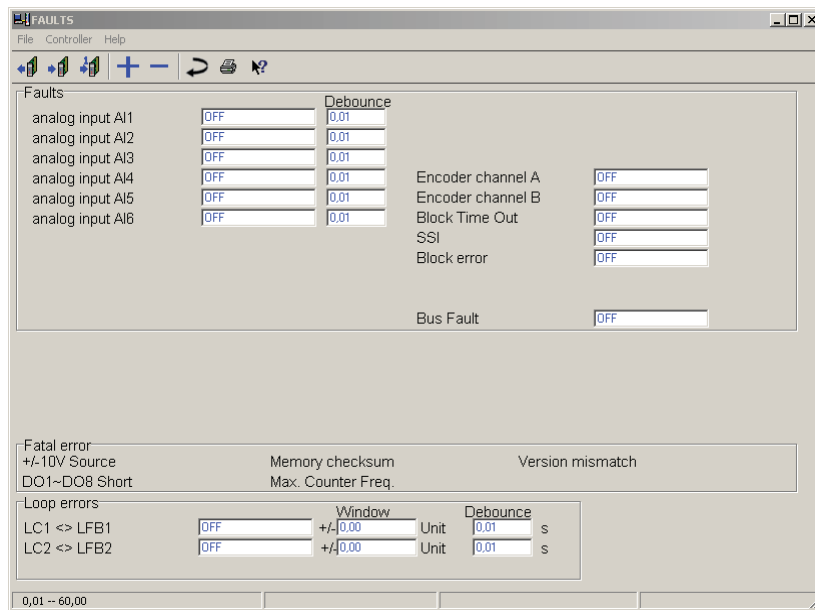 FAULTS
File Controller Help
Faults
Debounce
analog input AI1 OFF 0,01
analog input AI2 OFF 0,01
analog input AI3 OFF 0,01
analog input AI4 OFF 0,01 Encoder channel A OFF
analog input AI5 OFF 0,01 Encoder channel B OFF
analog input AI6 OFF 0,01 Block Time Out OFF
SSI OFF
Block error OFF
Bus Fault OFF
Fatal error
+/-10V Source Memory checksum Version mismatch
DO1~DO8 Short Max. Counter Freq.
Loop errors
Window Debounce
LC1 <> LFB1 OFF +/- 0,00 Unit 0,01 s
LC2 <> LFB2 OFF +/- 0,00 Unit 0,01 s
0,01 -- 60,00